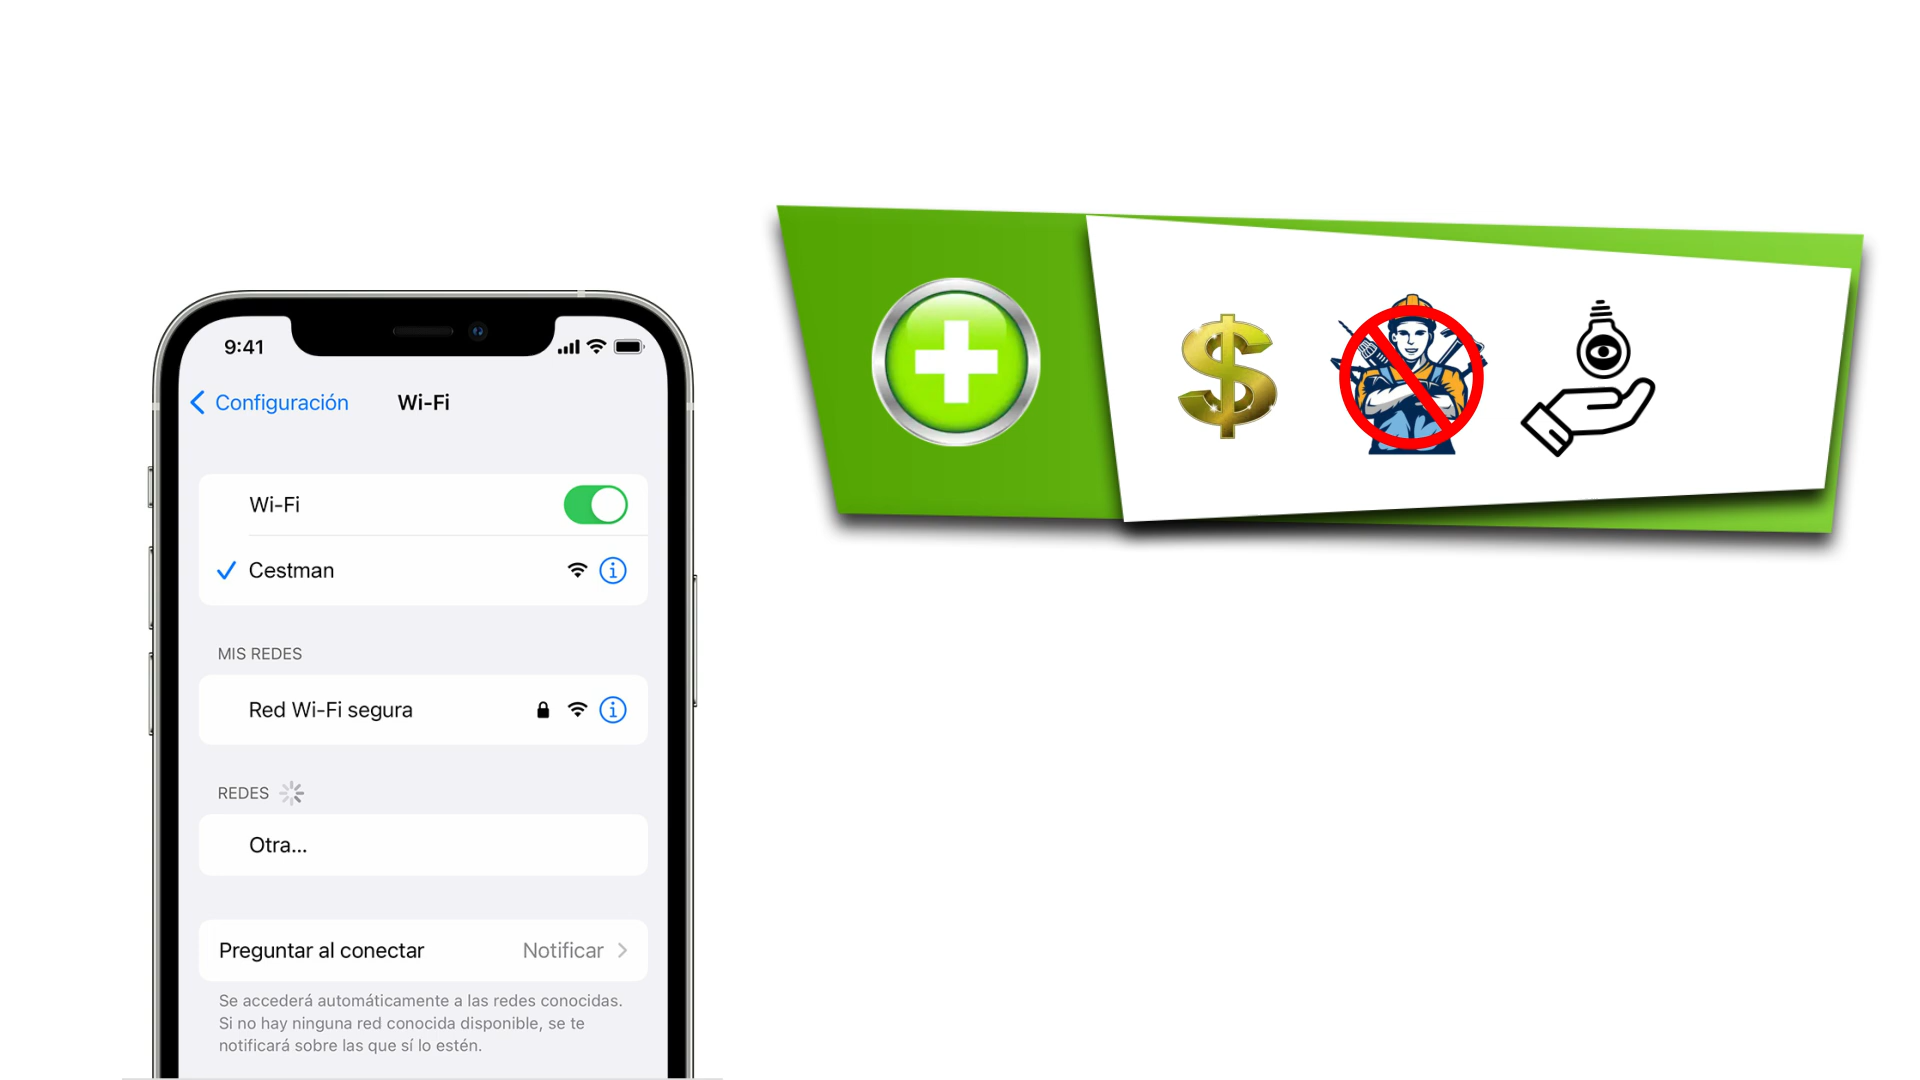 9:41
Configuración
Wi-Fi
Wi-Fi
Cestman
MIS REDES
Red Wi-Fi segura
REDES
Otra...
Preguntar al conectar
Notificar
Se accederá automáticamente a las redes conocidas.
Si no hay ninguna red conocida disponible, se te
notificará sobre las que sí lo estén.
$